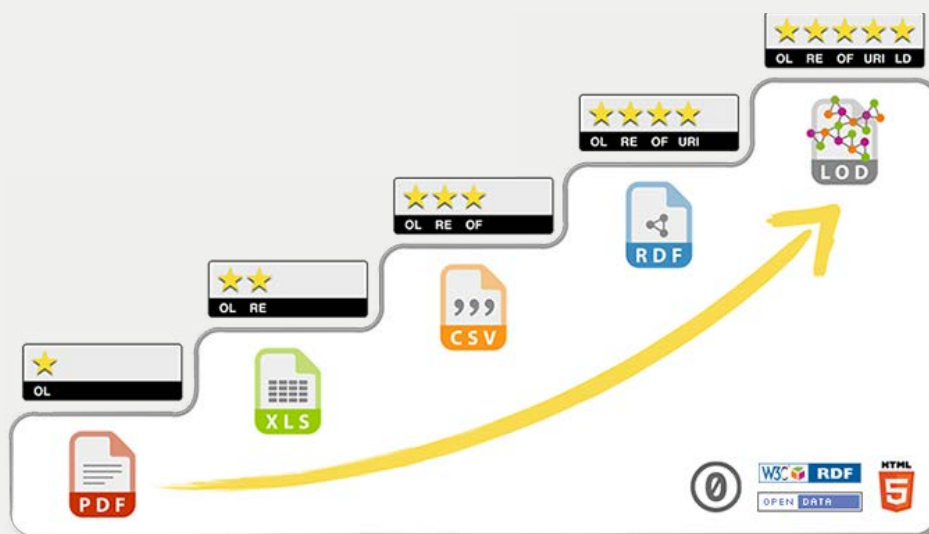 OL RE OF URI LD
LOD
OL RE OF URI
RDF
OL RE OF
CSV
OL RE
XLS
OL
PDF
0
W3C RDF
OPEN DATA
HTML
5